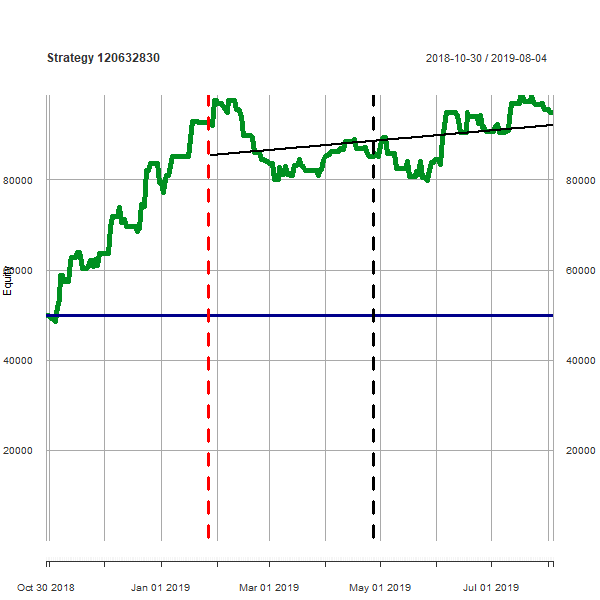 Strategy 120632830
2018-10-30 / 2019-08-04
80000
80000
Equity
60000
60000
40000
40000
20000
20000
Oct 30 2018
Jan 01 2019
Mar 01 2019
May 01 2019
Jul 01 2019